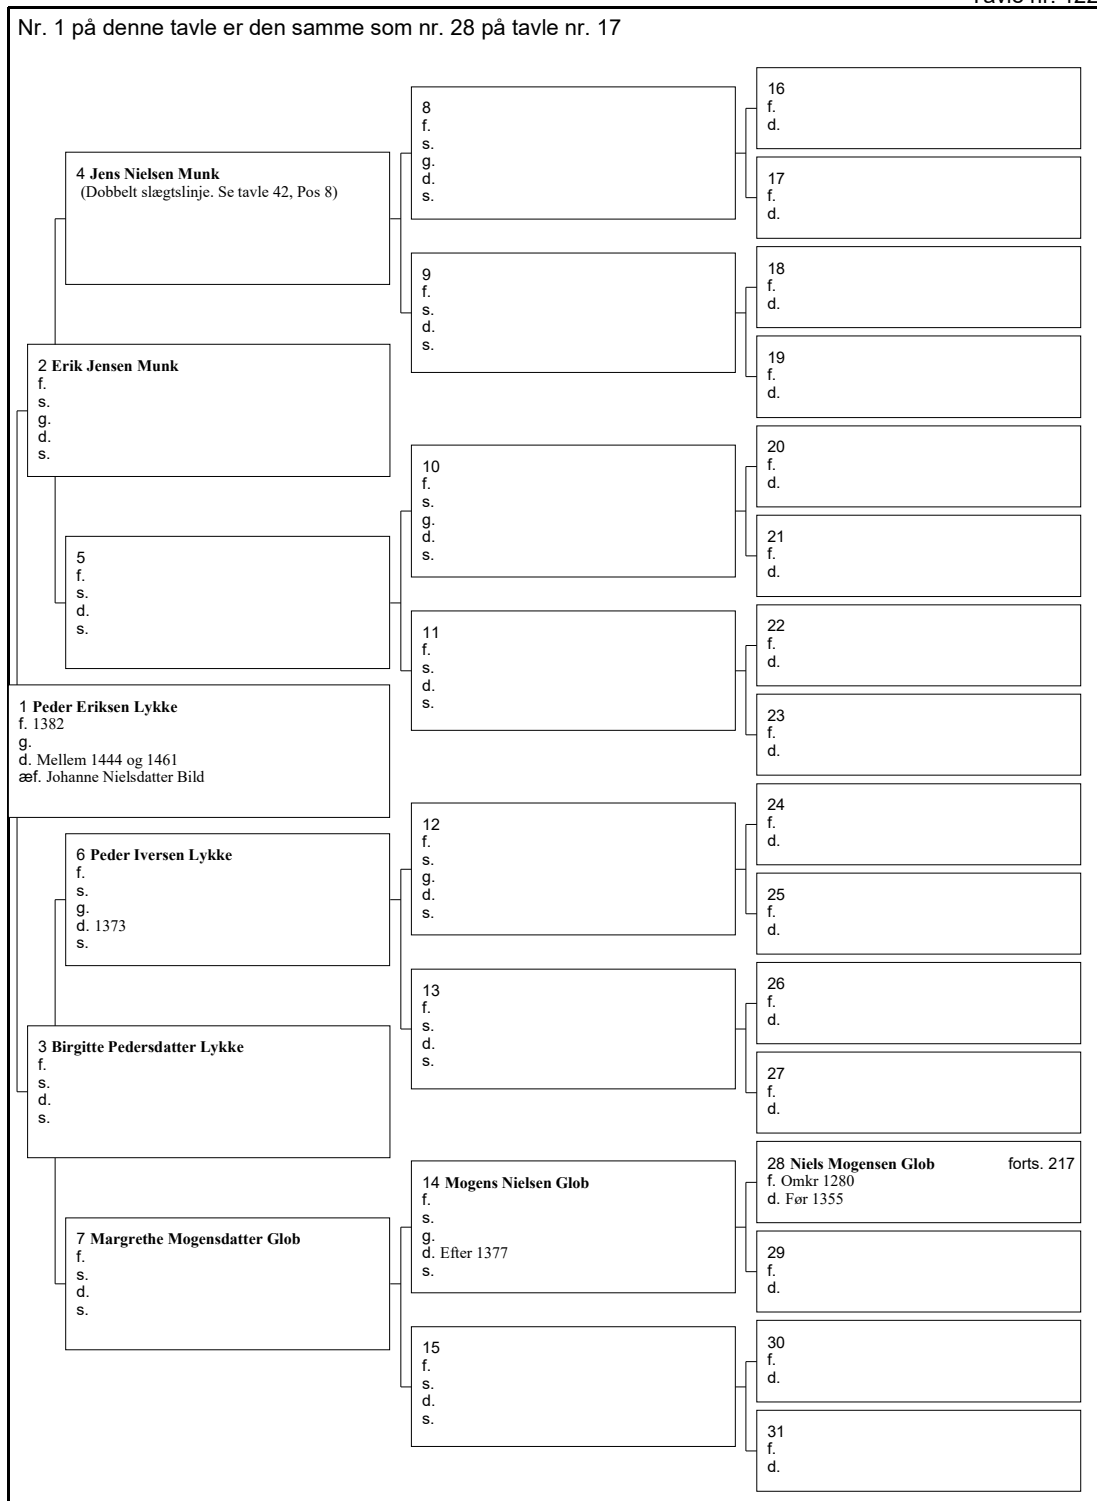 Nr. 1 på denne tavle er den samme som nr. 28 på tavle nr. 17
16
f.
d.
8
f.
s.
g.
d.
s.
4 Jens Nielsen Munk
(Dobbelt slægtslinje. Se tavle 42, Pos 8)
17
f.
d.
18
f.
d.
9
f.
s.
d.
s.
19
f.
d.
2 Erik Jensen Munk
f.
s.
g.
d.
s.
20
f.
d.
10
f.
s.
g.
d.
s.
21
f.
d.
5
f.
s.
d.
s.
22
f.
d.
11
f.
s.
d.
s.
23
f.
d.
1 Peder Eriksen Lykke
f. 1382
g.
d. Mellem 1444 og 1461
æf. Johanne Nielsdatter Bild
24
f.
d.
12
f.
s.
g.
d.
s.
6 Peder Iversen Lykke
f.
s.
g.
d. 1373
s.
25
f.
d.
26
f.
d.
13
f.
s.
d.
s.
27
f.
d.
3 Birgitte Pedersdatter Lykke
f.
s.
d.
s.
28 Niels Mogensen Glob forts. 217
f. Omkr 1280
d. Før 1355
14 Mogens Nielsen Glob
f.
s.
g.
d. Efter 1377
s.
7 Margrethe Mogensdatter Glob
f.
s.
d.
s.
29
f.
d.
30
f.
d.
15
f.
s.
d.
s.
31
f.
d.